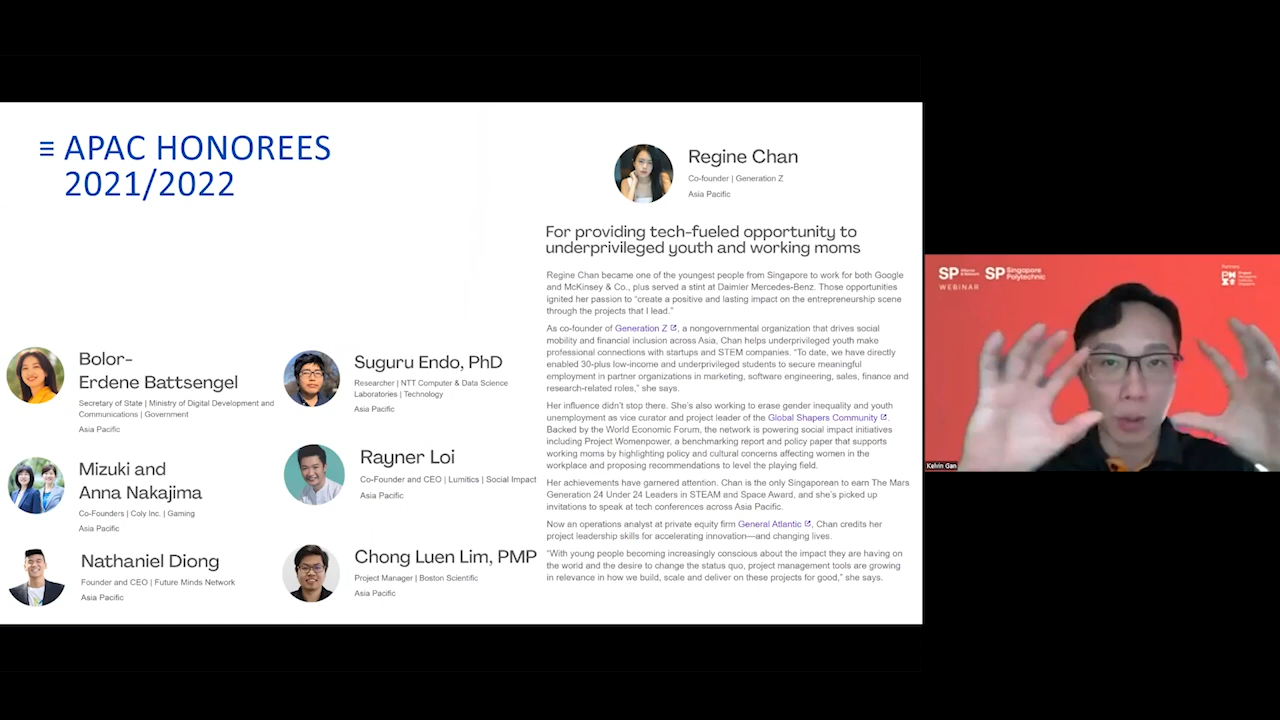 APAC HONOREES
2021/2022
Bolor-
Erdene Battsengel
Secretary of State | Ministry of Digital Development and
Communications | Government
Asia Pacific
Mizuki and
Anna Nakajima
Co-Founders | Coly Inc. | Gaming
Asia Pacific
Nathaniel Diong
Founder and CEO | Future Minds Network
Asia Pacific
Suguru Endo, PhD
Researcher | NTT Computer & Data Science
Laboratories | Technology
Asia Pacific
Rayner Loi
Co-Founder and CEO | Lumitics | Social Impact
Asia Pacific
Chong Luen Lim, PMP
Project Manager | Boston Scientific
Asia Pacific
Regine Chan
Co-founder | Generation Z
Asia Pacific
For providing tech-fueled opportunity to
underprivileged youth and working moms
Regine Chan became one of the youngest people from Singapore to work for both Google
and McKinsey & Co., plus served a stint at Daimler Mercedes-Benz. Those opportunities
ignited her passion to “create a positive and lasting impact on the entrepreneurship scene
through the projects that I lead.”
As co-founder of Generation Z, a nongovernmental organization that drives social
mobility and financial inclusion across Asia, Chan helps underprivileged youth make
professional connections with startups and STEM companies. “To date, we have directly
enabled 30-plus low-income and underprivileged students to secure meaningful
employment in partner organizations in marketing, software engineering, sales, finance and
research-related roles,” she says.
Her influence didn’t stop there. She’s also working to erase gender inequality and youth
unemployment as vice curator and project leader of the Global Shapers Community.
Backed by the World Economic Forum, the network is powering social impact initiatives
including Project Womenpower, a benchmarking report and policy paper that supports
working moms by highlighting policy and cultural concerns affecting women in the
workplace and proposing recommendations to level the playing field.
Her achievements have garnered attention. Chan is the only Singaporean to earn The Mars
Generation 24 Under 24 Leaders in STEAM and Space Award, and she’s picked up
invitations to speak at tech conferences across Asia Pacific.
Now an operations analyst at private equity firm General Atlantic, Chan credits her
project leadership skills for accelerating innovation—and changing lives.
“With young people becoming increasingly conscious about the impact they are having on
the world and the desire to change the status quo, project management tools are growing
in relevance in how we build, scale and deliver on these projects for good,” she says.
SP
SP Singapore Polytechnic
WEBINAR
Partners
Kelvin Gan